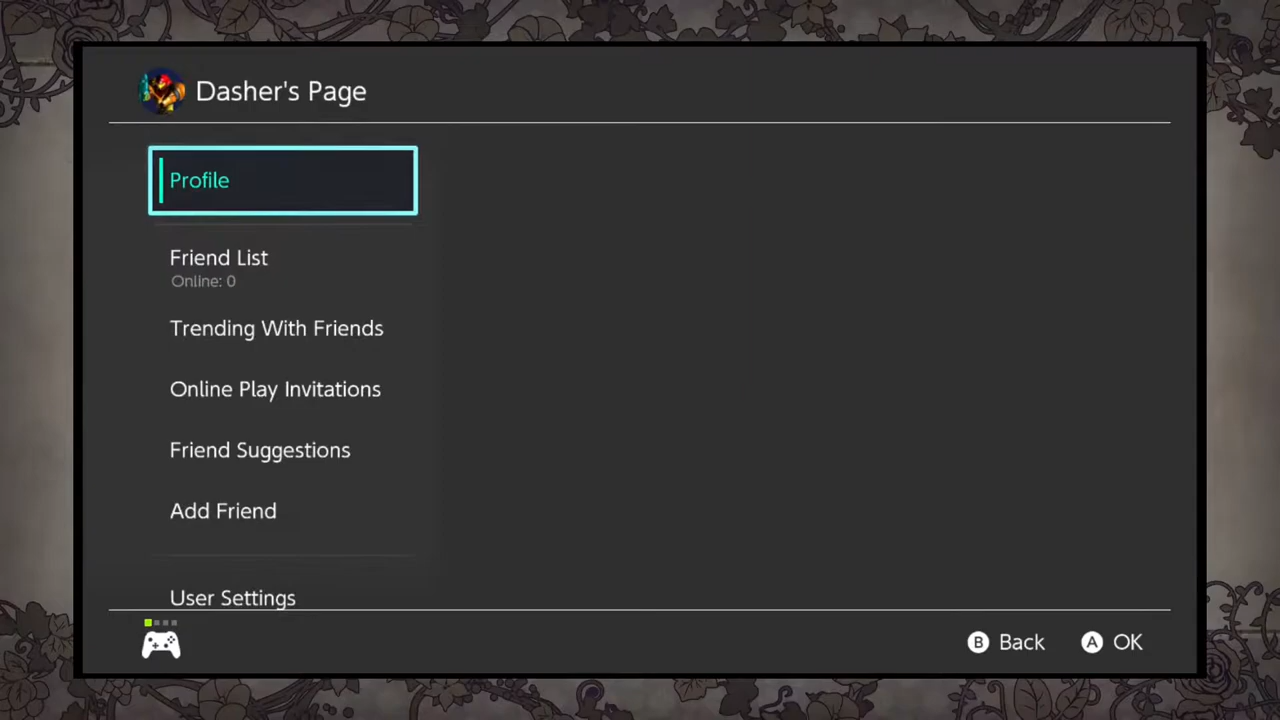 Dasher's Page
Profile
Friend List
Online: 0
Trending With Friends
Online Play Invitations
Friend Suggestions
Add Friend
User Settings
B Back A OK